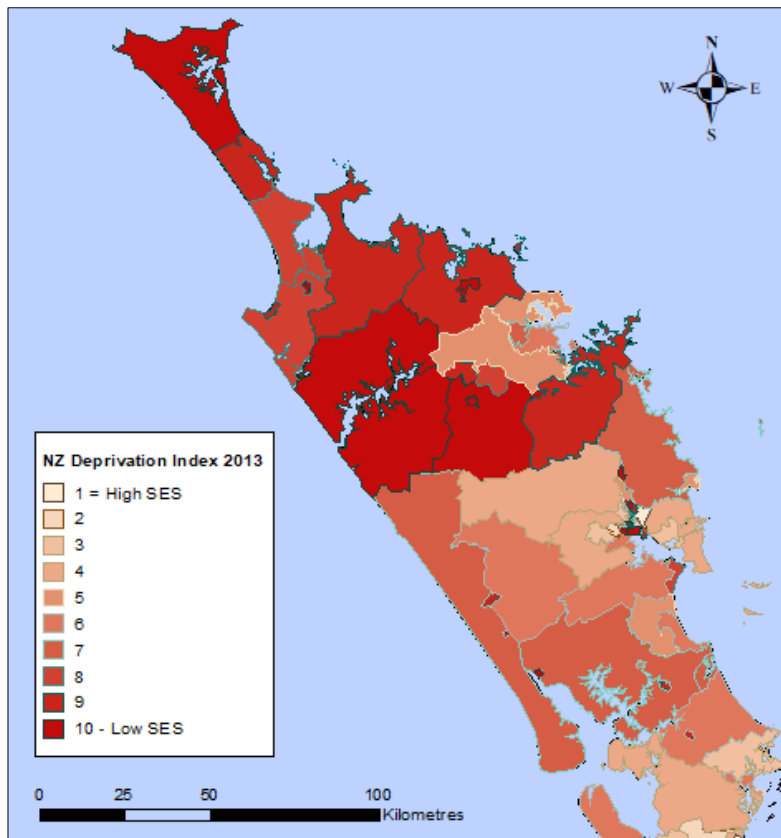 N
W E
S
NZ Deprivation Index 2013
1 = High SES
2
3
4
5
6
7
8
9
10 - Low SES
0 25 50 100
Kilometres